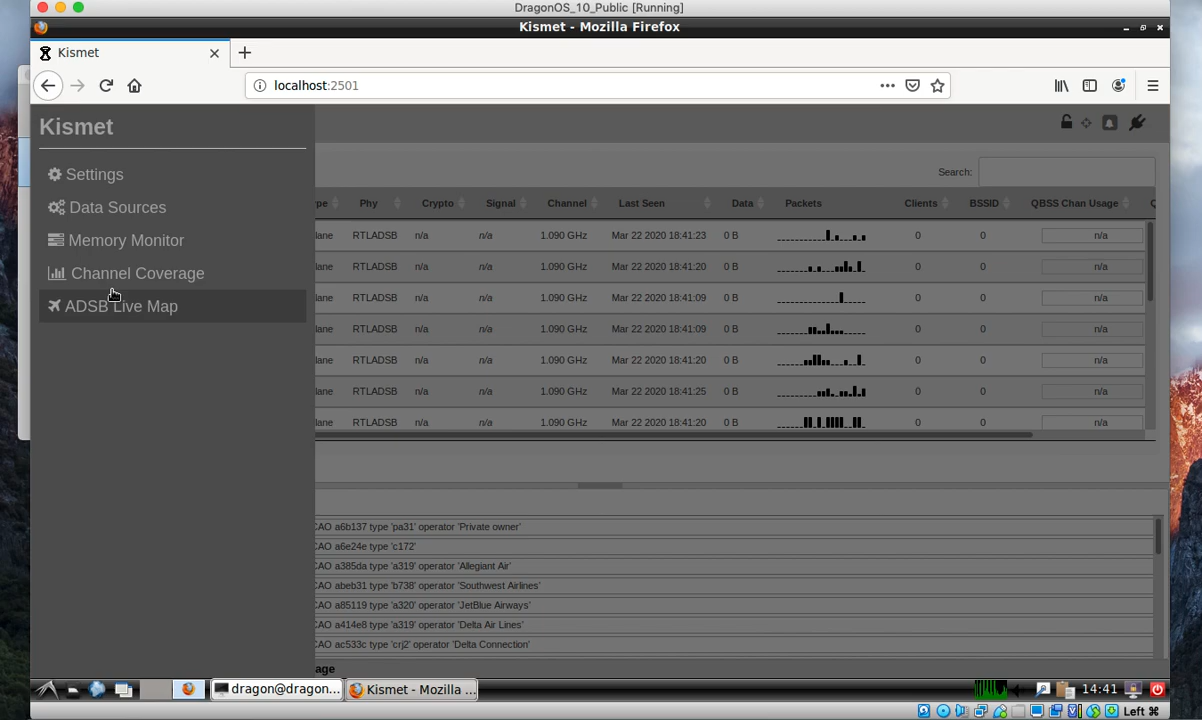 DragonOS_10_Public [Running]
Kismet - Mozilla Firefox
Kismet
localhost:2501
Kismet
Settings
Data Sources
Memory Monitor
Channel Coverage
ADSB Live Map
Search:
pe Phy Crypto Signal Channel Last Seen Data Packets Clients BSSID QBSS Chan Usage Q
lane RTLADSB n/a n/a 1.090 GHz Mar 22 2020 18:41:23 0 B 0 0 n/a
lane RTLADSB n/a n/a 1.090 GHz Mar 22 2020 18:41:20 0 B 0 0 n/a
lane RTLADSB n/a n/a 1.090 GHz Mar 22 2020 18:41:09 0 B 0 0 n/a
lane RTLADSB n/a n/a 1.090 GHz Mar 22 2020 18:41:09 0 B 0 0 n/a
lane RTLADSB n/a n/a 1.090 GHz Mar 22 2020 18:41:20 0 B 0 0 n/a
lane RTLADSB n/a n/a 1.090 GHz Mar 22 2020 18:41:25 0 B 0 0 n/a
lane RTLADSB n/a n/a 1.090 GHz Mar 22 2020 18:41:20 0 B 0 0 n/a
CAO a6b137 type 'pa31' operator 'Private owner'
CAO a6e24e type 'c172'
CAO a385da type 'a319' operator 'Allegiant Air'
CAO abeb31 type 'b738' operator 'Southwest Airlines'
CAO a85119 type 'a320' operator 'JetBlue Airways'
CAO a414e8 type 'a319' operator 'Delta Air Lines'
CAO ac533c type 'crj2' operator 'Delta Connection'
age
dragon@dragon... Kismet - Mozilla ... 14:41
Left ⌘